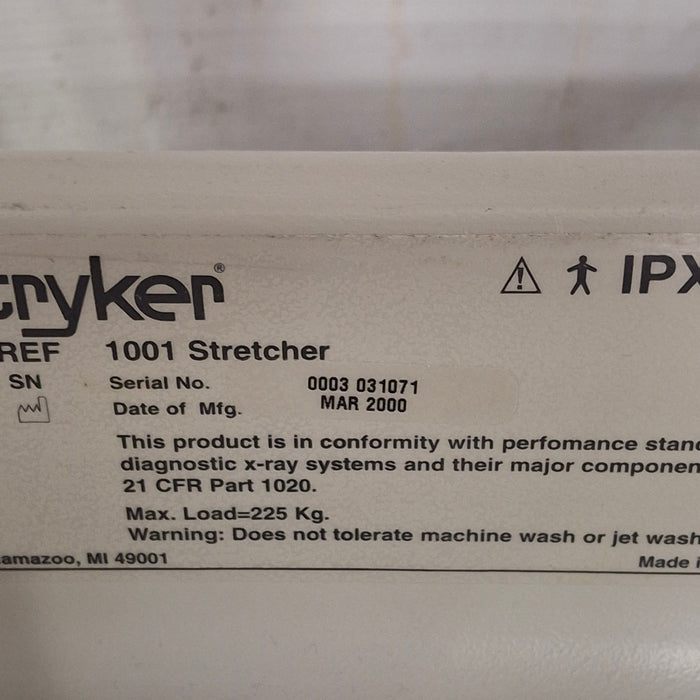 tryker®
IPX
REF 1001 Stretcher
SN Serial No. 0003 031071
Date of Mfg. MAR 2000
This product is in conformity with perfomance stand
diagnostic x-ray systems and their major componen
21 CFR Part 1020.
Max. Load=225 Kg.
Warning: Does not tolerate machine wash or jet wash
amazoo, MI 49001
Made i